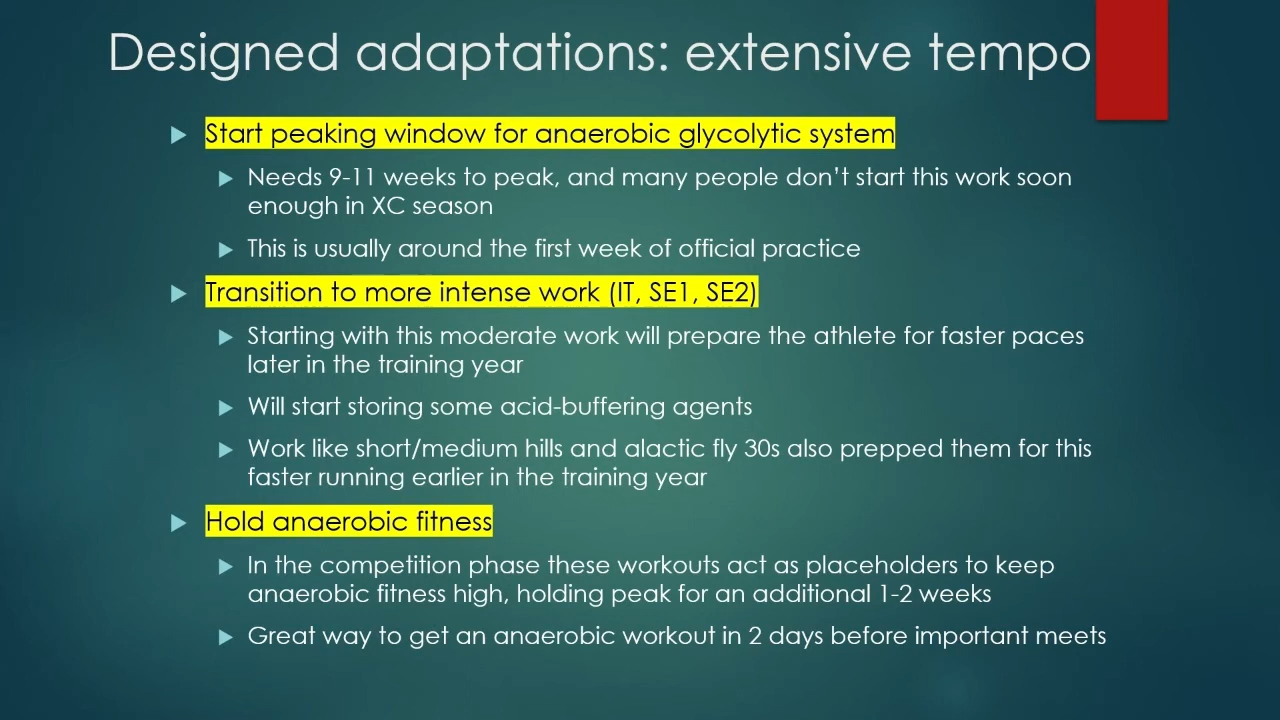 Designed adaptations: extensive tempo
Start peaking window for anaerobic glycolytic system
Needs 9-11 weeks to peak, and many people don’t start this work soon
enough in XC season
This is usually around the first week of official practice
Transition to more intense work (IT, SE1, SE2)
Starting with this moderate work will prepare the athlete for faster paces
later in the training year
Will start storing some acid-buffering agents
Work like short/medium hills and alactic fly 30s also prepped them for this
faster running earlier in the training year
Hold anaerobic fitness
In the competition phase these workouts act as placeholders to keep
anaerobic fitness high, holding peak for an additional 1-2 weeks
Great way to get an anaerobic workout in 2 days before important meets